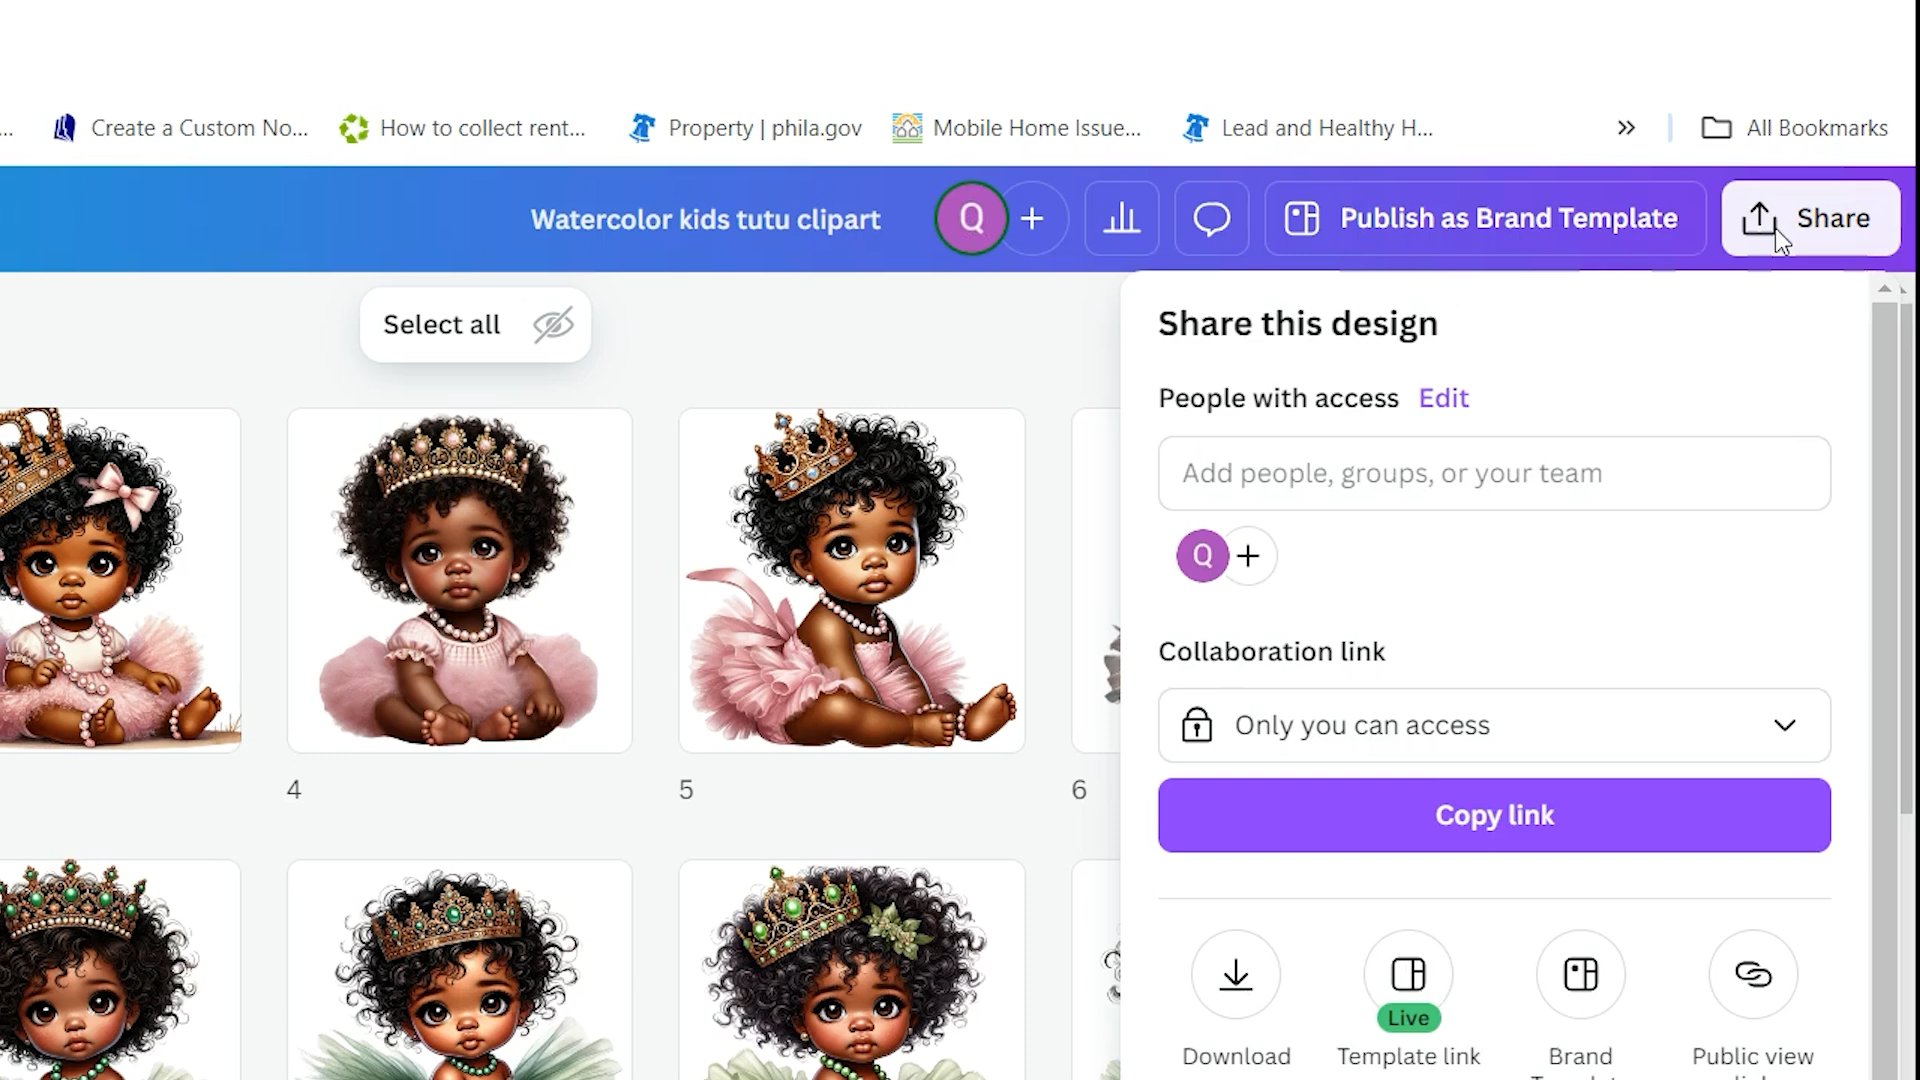 ...
Create a Custom No...
How to collect rent...
Property | phila.gov
Mobile Home Issue...
Lead and Healthy H...
All Bookmarks
Watercolor kids tutu clipart
Q
Publish as Brand Template
Share
Select all
Share this design
People with access Edit
Add people, groups, or your team
Q
Collaboration link
Only you can access
Copy link
4
5
6
Live
Download
Template link
Brand
Public view